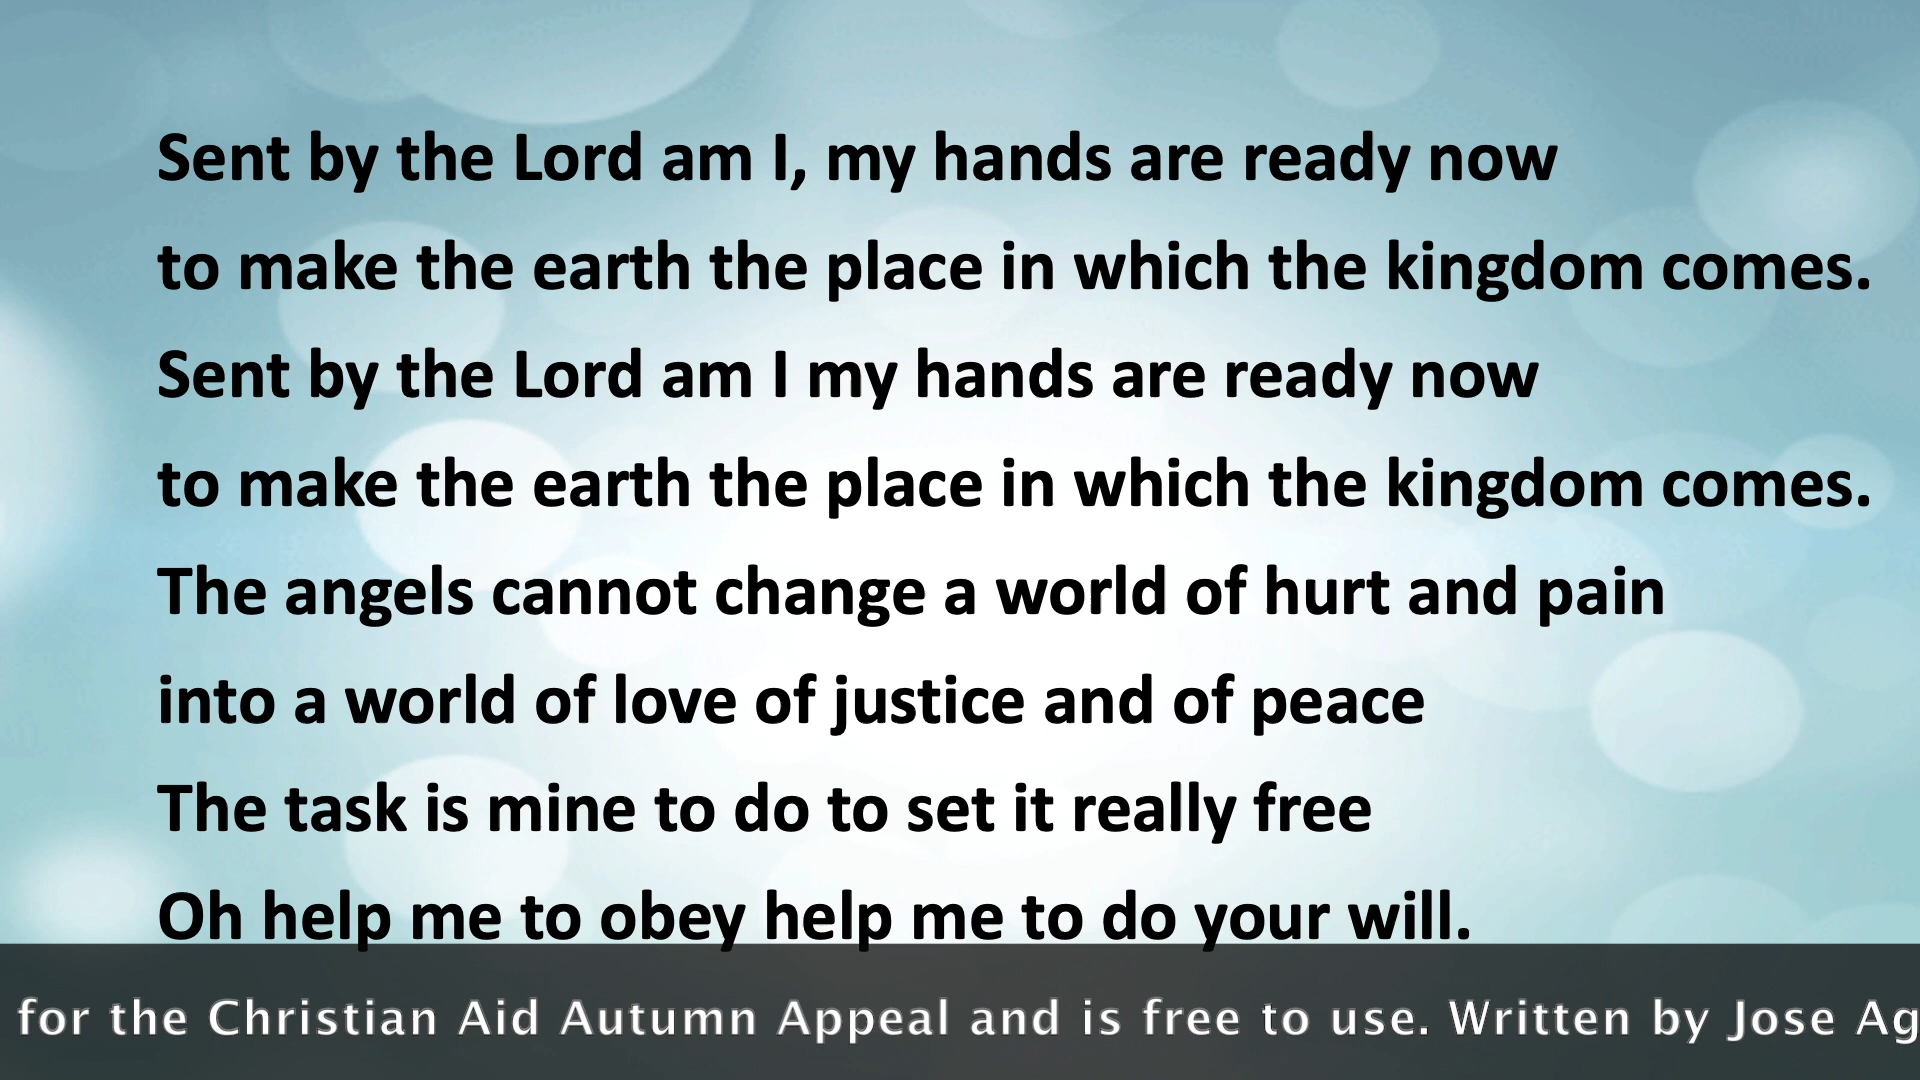 Sent by the Lord am I, my hands are ready now
to make the earth the place in which the kingdom comes.
Sent by the Lord am I my hands are ready now
to make the earth the place in which the kingdom comes.
The angels cannot change a world of hurt and pain
into a world of love of justice and of peace
The task is mine to do to set it really free
Oh help me to obey help me to do your will.
for the Christian Aid Autumn Appeal and is free to use. Written by Jose Ag